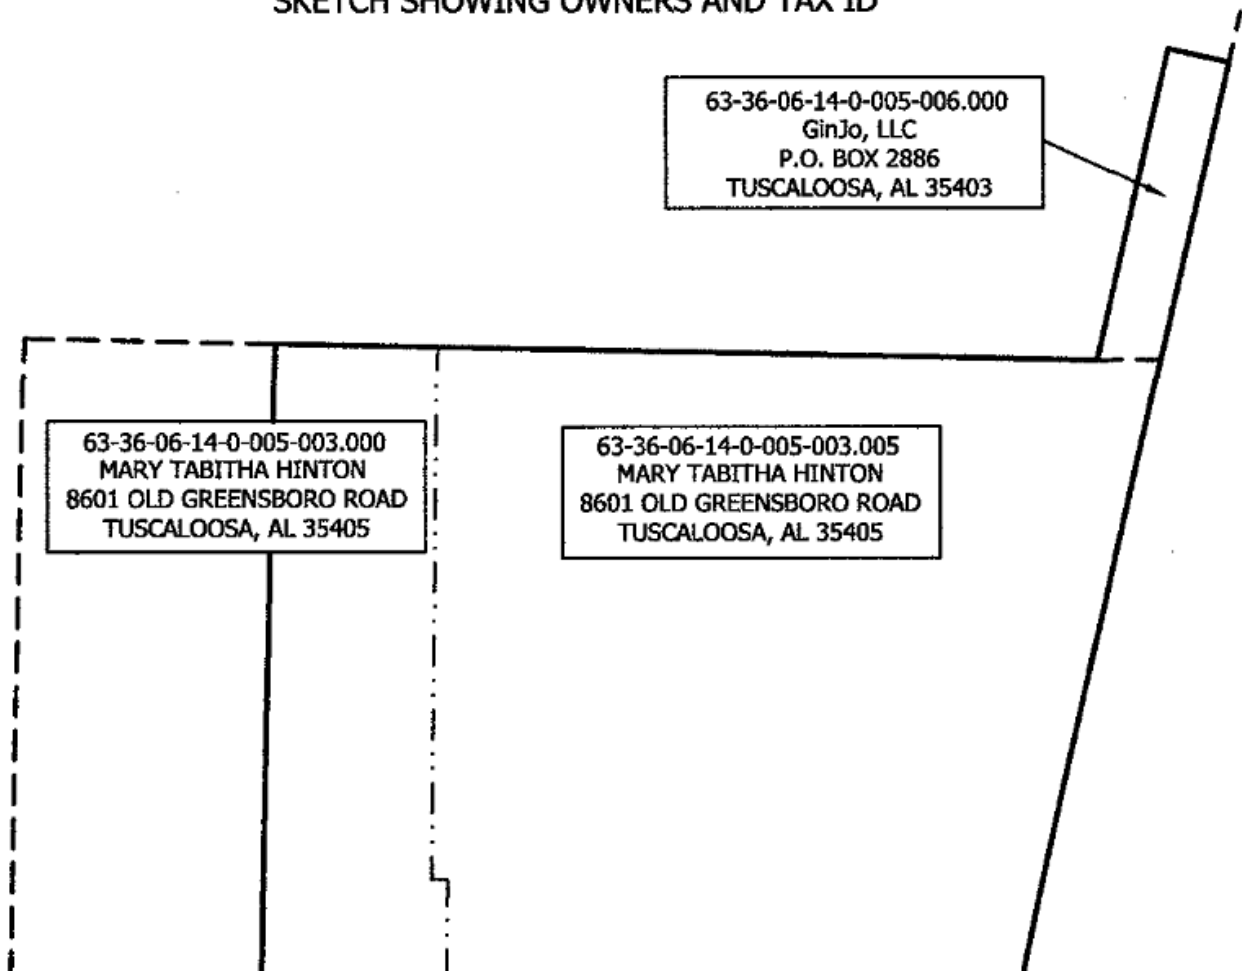 SKETCH SHOWING OWNERS AND TAX ID
63-36-06-14-0-005-006.000
GinJo, LLC
P.O. BOX 2886
TUSCALOOSA, AL 35403
63-36-06-14-0-005-003.000
MARY TABITHA HINTON
8601 OLD GREENSBORO ROAD
TUSCALOOSA, AL 35405
63-36-06-14-0-005-003.005
MARY TABITHA HINTON
8601 OLD GREENSBORO ROAD
TUSCALOOSA, AL 35405